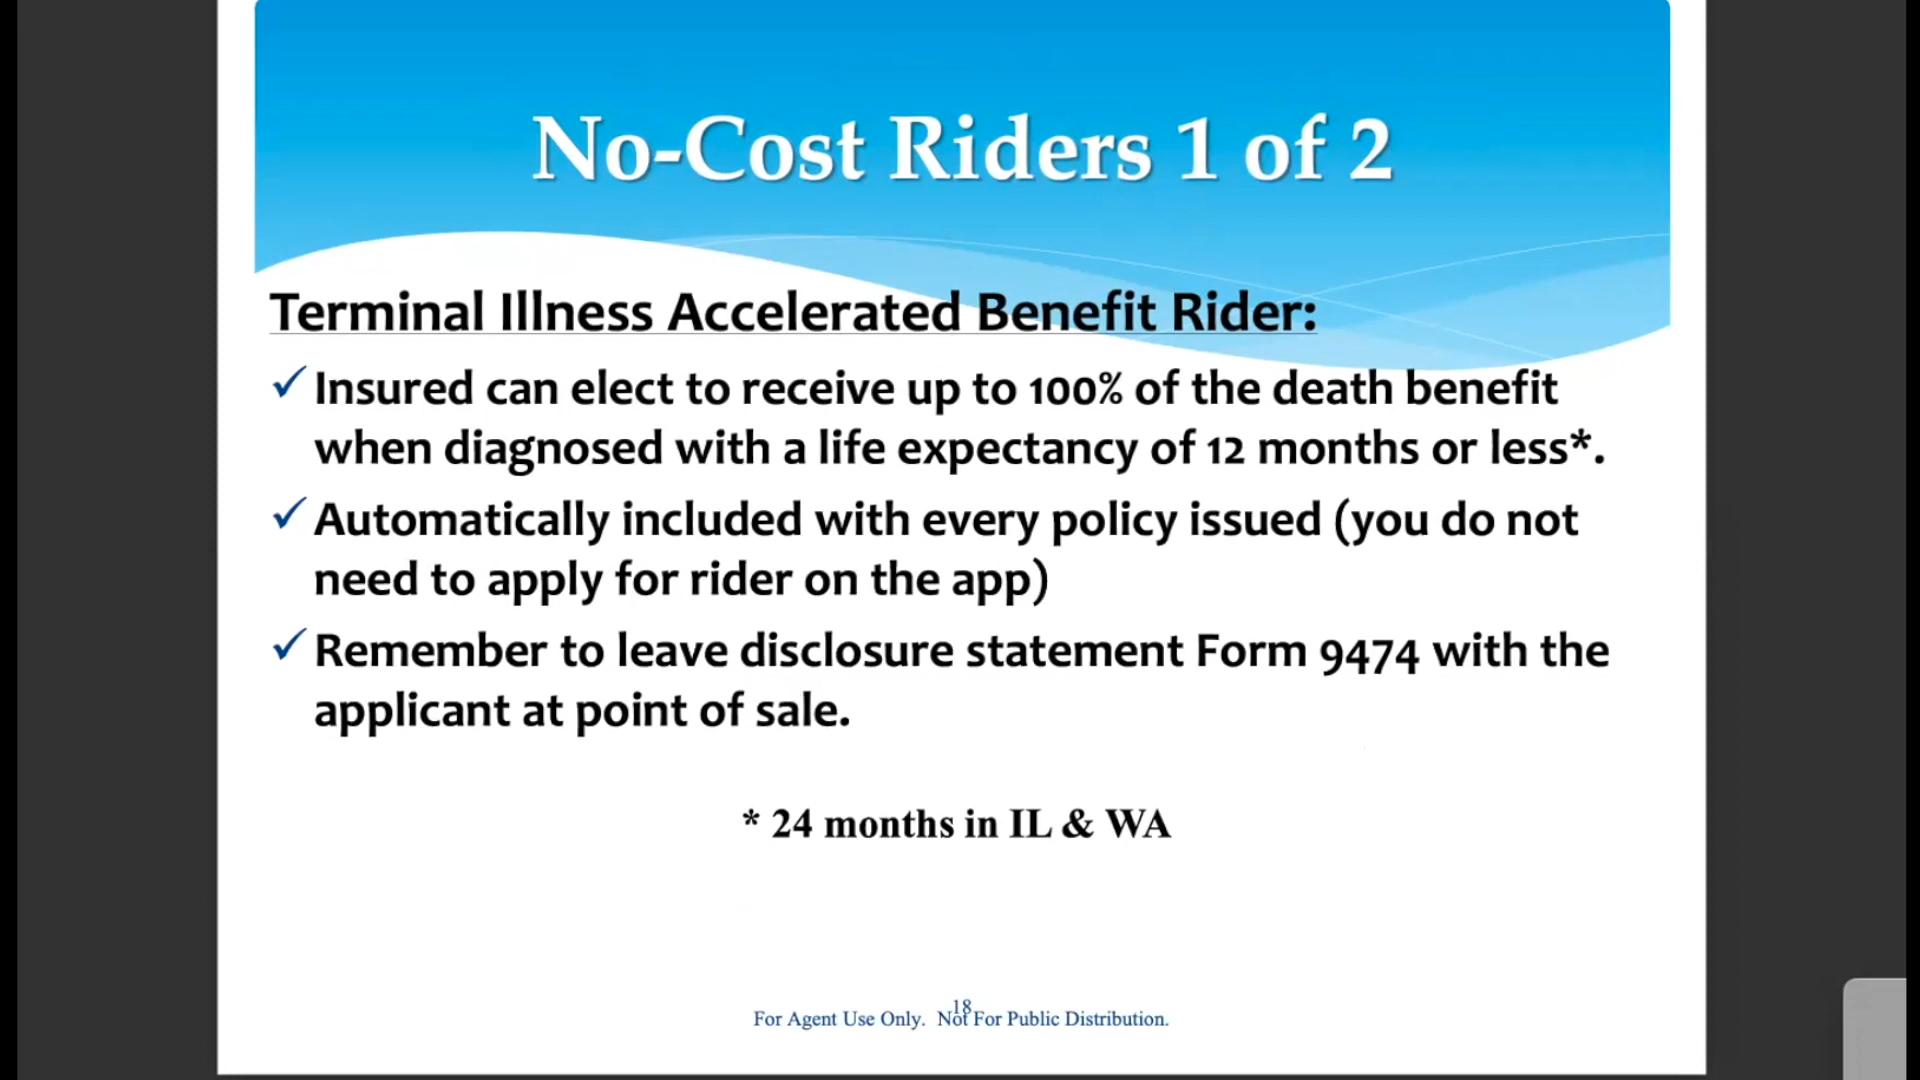 No-Cost Riders 1 of 2
Terminal Illness Accelerated Benefit Rider:
✓ Insured can elect to receive up to 100% of the death benefit
when diagnosed with a life expectancy of 12 months or less*.
✓ Automatically included with every policy issued (you do not
need to apply for rider on the app)
✓ Remember to leave disclosure statement Form 9474 with the
applicant at point of sale.
* 24 months in IL & WA
18
For Agent Use Only. Not For Public Distribution.